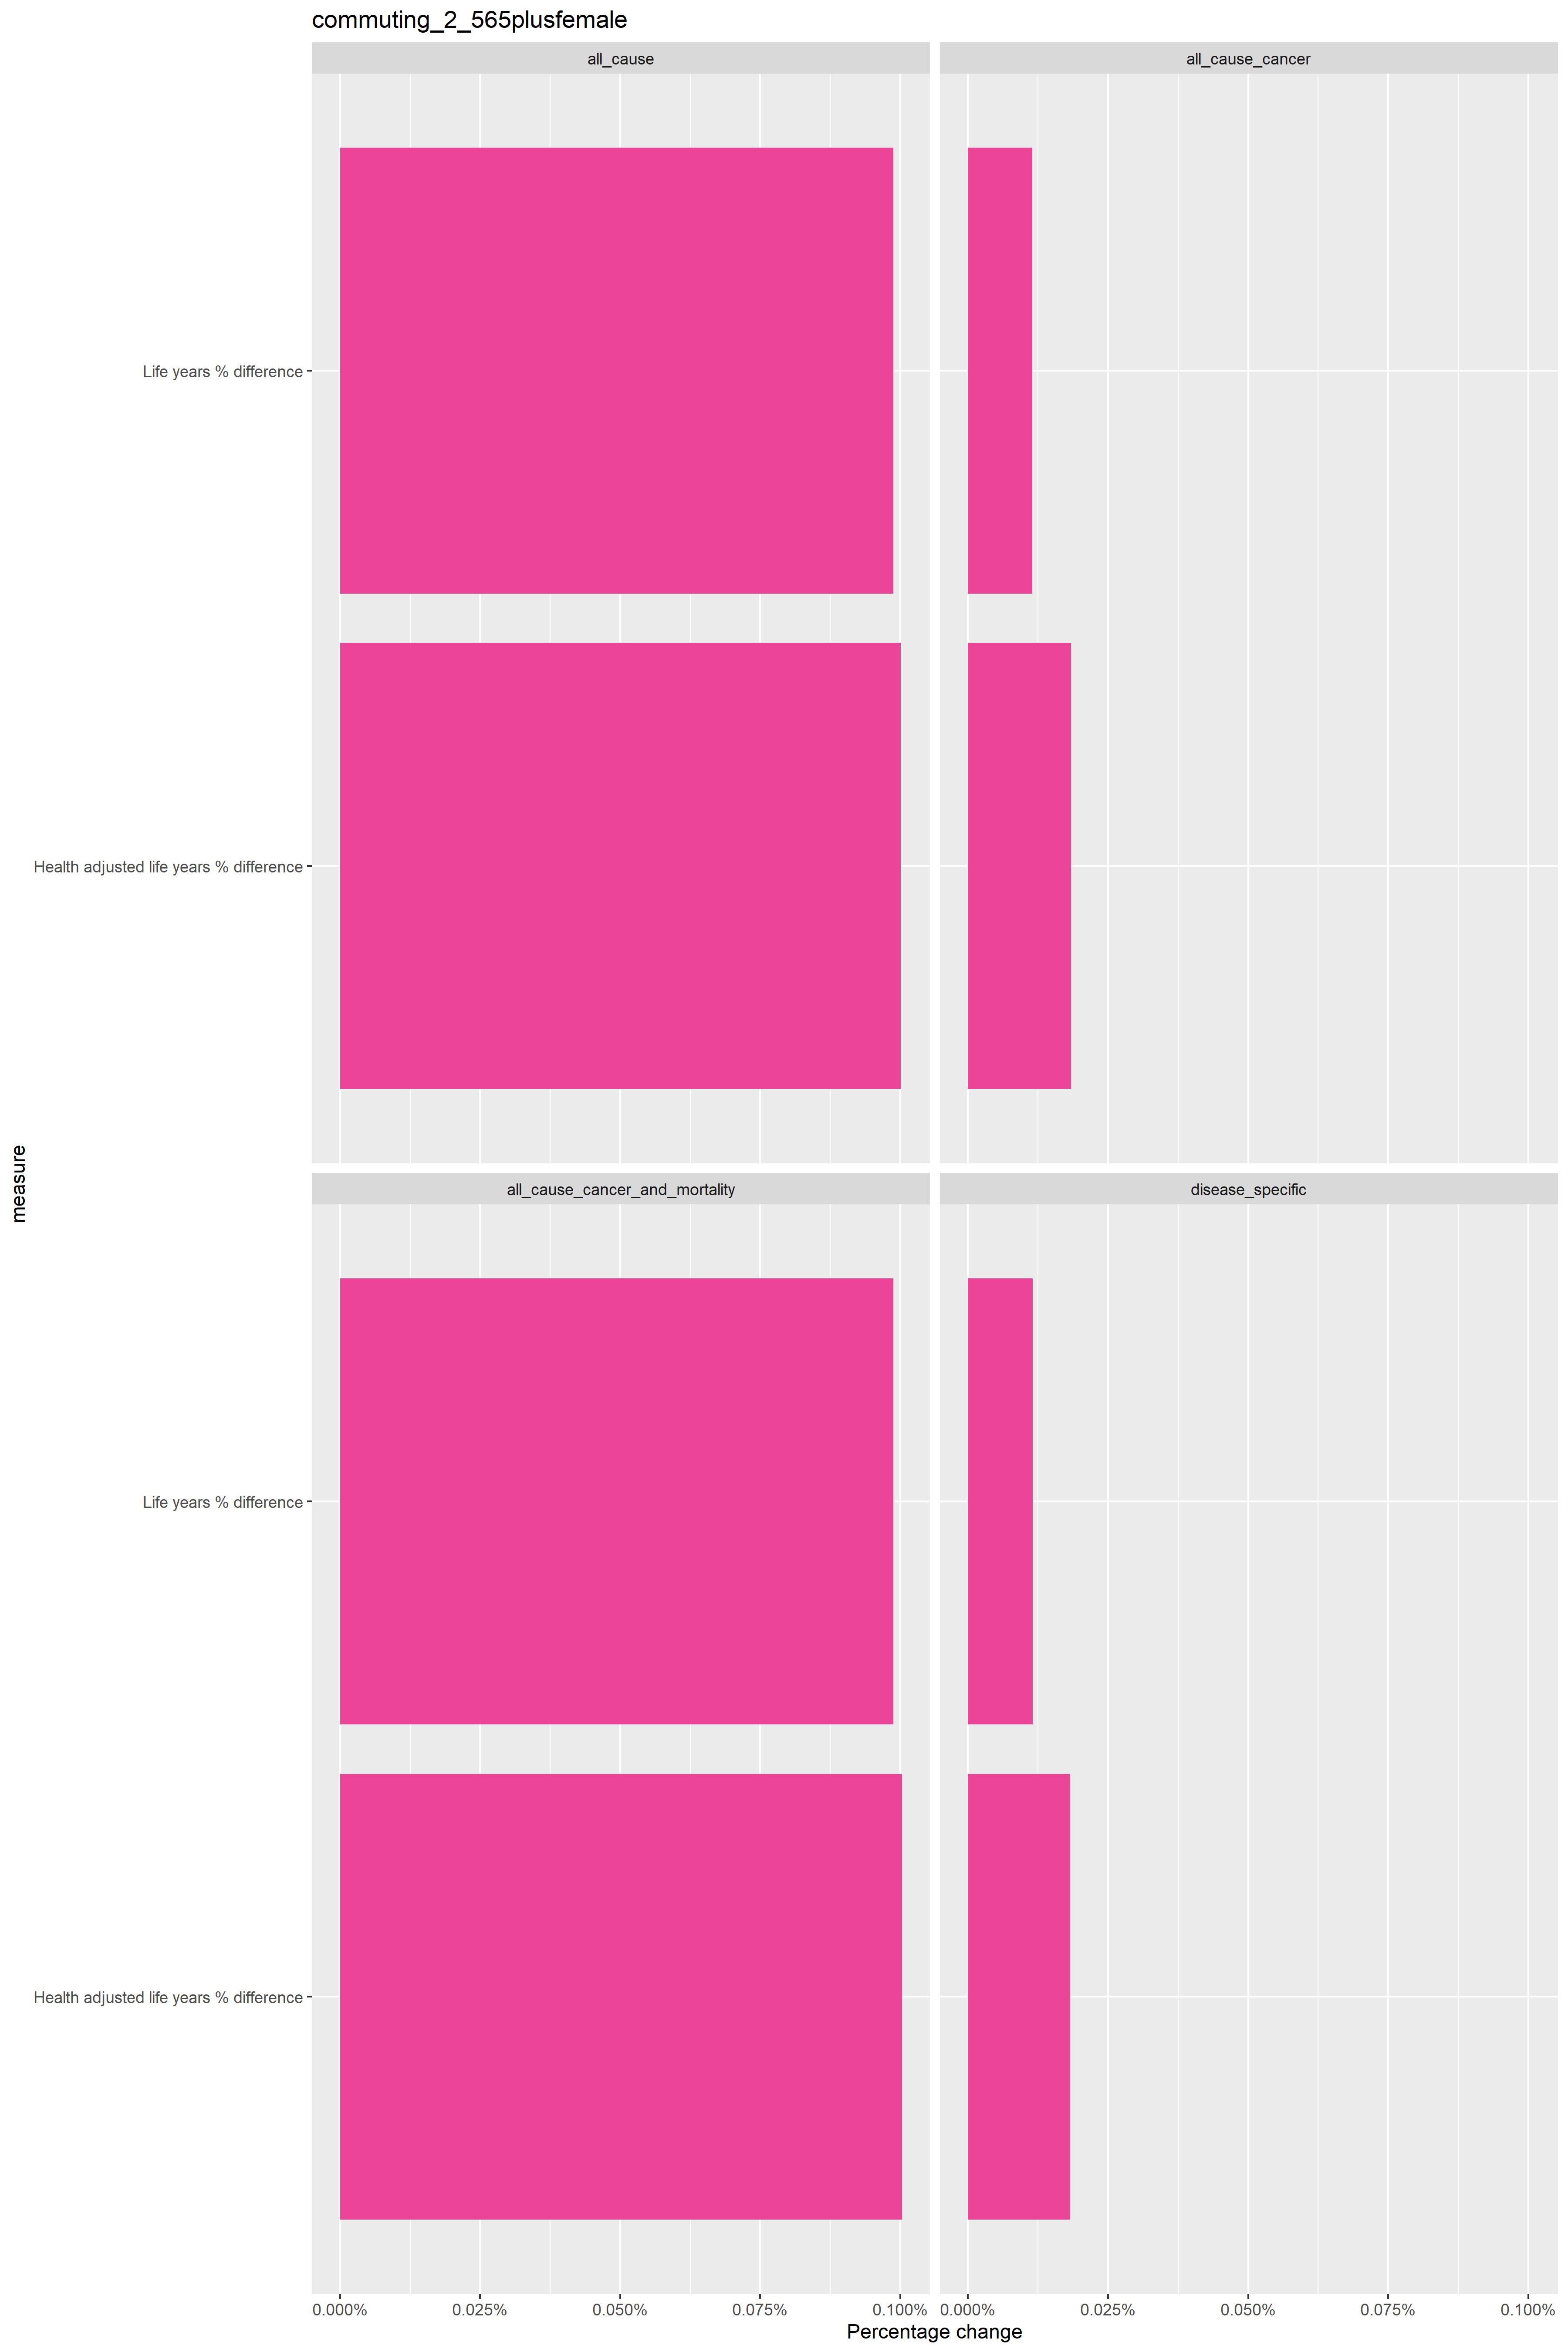 commuting_2_565plusfemale
all_cause
all_cause_cancer
Life years % difference
Health adjusted life years % difference
measure
all_cause_cancer_and_mortality
disease_specific
Life years % difference
Health adjusted life years % difference
0.000% 0.025% 0.050% 0.075% 0.100% 0.000% 0.025% 0.050% 0.075% 0.100%
Percentage change